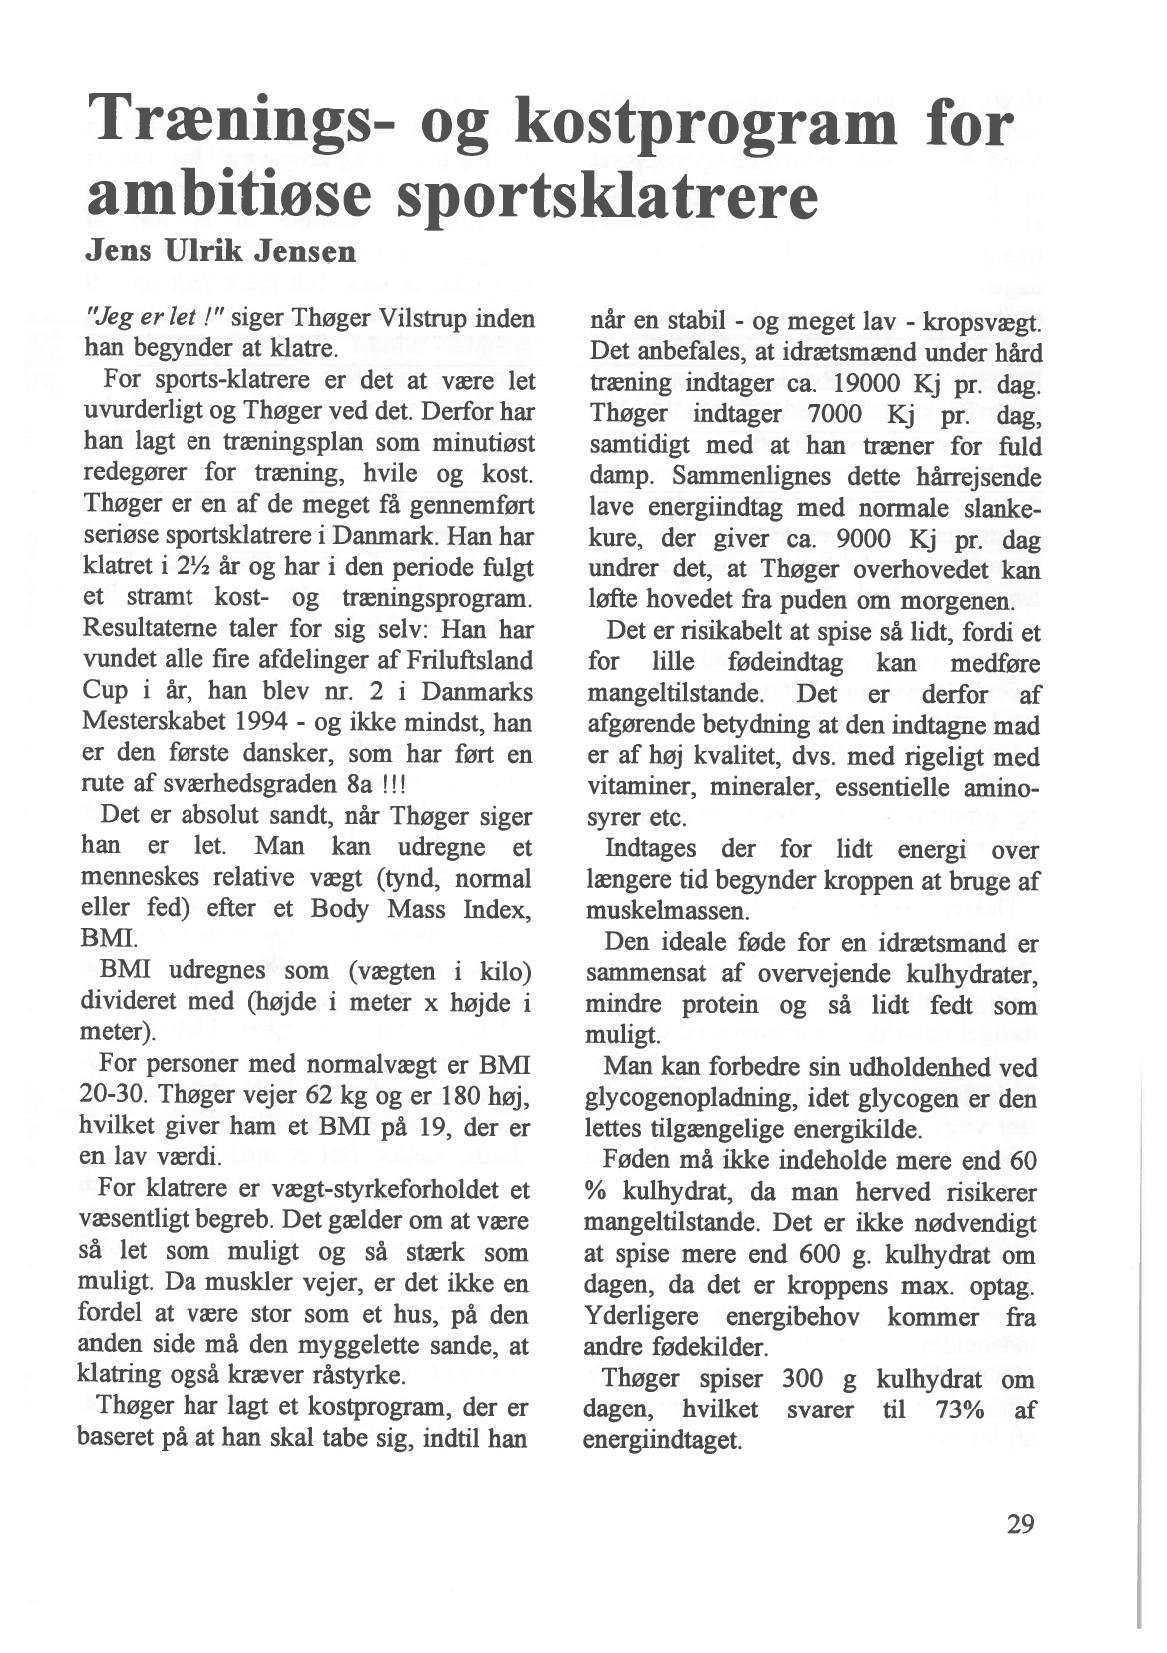 Trænings- og kostprogram for
ambitiøse sportsklatrere
Jens Ulrik Jensen
"Jeg er let !" siger Thøger Vilstrup inden
han begynder at klatre.
For sports-klatrere er det at være let
uvurderligt og Thøger ved det. Derfor har
han lagt en træningsplan som minutiøst
redegører for træning, hvile og kost.
Thøger er en af de meget få gennemført
seriøse sportsklatrere i Danmark. Han har
klatret i 2½ år og har i den periode fulgt
et stramt kost- og træningsprogram.
Resultaterne taler for sig selv: Han har
vundet alle fire afdelinger af Friluftsland
Cup i år, han blev nr. 2 i Danmarks
Mesterskabet 1994 - og ikke mindst, han
er den første dansker, som har ført en
rute af sværhedsgraden 8a !!!
Det er absolut sandt, når Thøger siger
han er let. Man kan udregne et
menneskes relative vægt (tynd, normal
eller fed) efter et Body Mass Index,
BMI.
BMI udregnes som (vægten i kilo)
divideret med (højde i meter x højde i
meter).
For personer med normalvægt er BMI
20-30. Thøger vejer 62 kg og er 180 høj,
hvilket giver ham et BMI på 19, der er
en lav værdi.
For klatrere er vægt-styrkeforholdet et
væsentligt begreb. Det gælder om at være
så let som muligt og så stærk som
muligt. Da muskler vejer, er det ikke en
fordel at være stor som et hus, på den
anden side må den myggelette sande, at
klatring også kræver råstyrke.
Thøger har lagt et kostprogram, der er
baseret på at han skal tabe sig, indtil han
når en stabil - og meget lav - kropsvægt.
Det anbefales, at idrætsmænd under hård
træning indtager ca. 19000 Kj pr. dag.
Thøger indtager 7000 Kj pr. dag,
samtidigt med at han træner for fuld
damp. Sammenlignes dette hårrejsende
lave energiindtag med normale slanke-
kure, der giver ca. 9000 Kj pr. dag
undrer det, at Thøger overhovedet kan
løfte hovedet fra puden om morgenen.
Det er risikabelt at spise så lidt, fordi et
for lille fødeindtag kan medføre
mangeltilstande. Det er derfor af
afgørende betydning at den indtagne mad
er af høj kvalitet, dvs. med rigeligt med
vitaminer, mineraler, essentielle amino-
syrer etc.
Indtages der for lidt energi over
længere tid begynder kroppen at bruge af
muskelmassen.
Den ideale føde for en idrætsmand er
sammensat af overvejende kulhydrater,
mindre protein og så lidt fedt som
muligt.
Man kan forbedre sin udholdenhed ved
glycogenopladning, idet glycogen er den
lettes tilgængelige energikilde.
Føden må ikke indeholde mere end 60
% kulhydrat, da man herved risikerer
mangeltilstande. Det er ikke nødvendigt
at spise mere end 600 g. kulhydrat om
dagen, da det er kroppens max. optag.
Yderligere energibehov kommer fra
andre fødekilder.
Thøger spiser 300 g kulhydrat om
dagen, hvilket svarer til 73% af
energiindtaget.
29